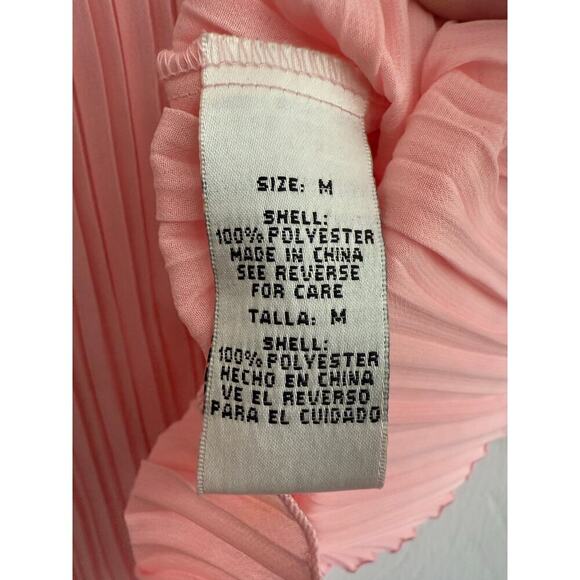 SIZE: M
SHELL:
100% POLYESTER
MADE IN CHINA
SEE REVERSE
FOR CARE
TALLA: M
SHELL:
100% POLYESTER
HECHO EN CHINA
VE EL REVERSO
PARA EL CUIDADO